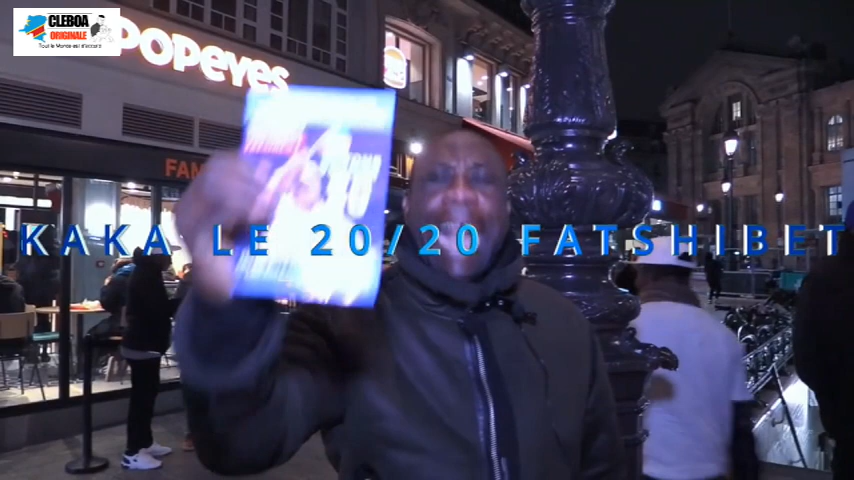 CLEBOA
ORIGINALE
Tout le Monde est d'accord
POPEYES
KAKA LE 20/20 FATSHIBET